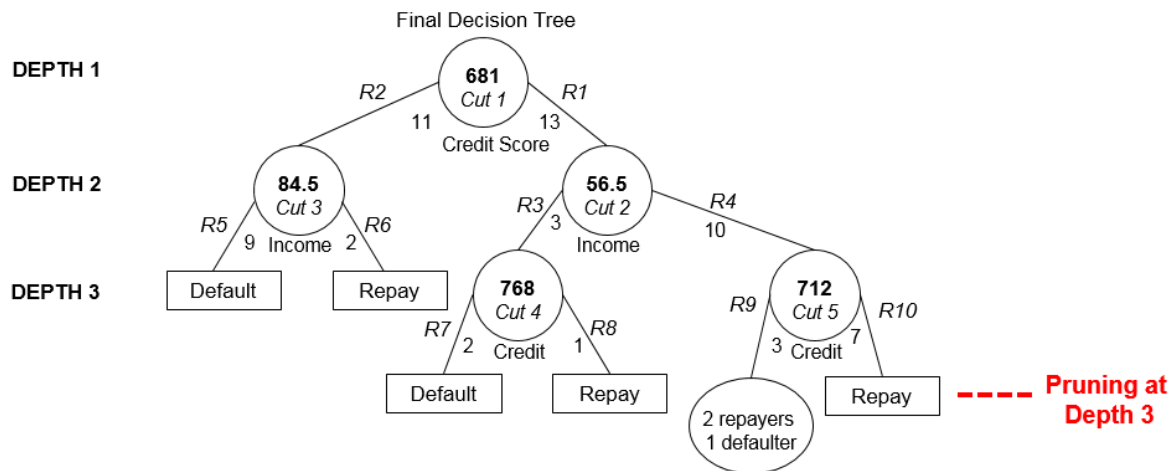 Final Decision Tree
DEPTH 1
681
Cut 1
R2
R1
11
13
Credit Score
DEPTH 2
84.5
Cut 3
56.5
Cut 2
R5
R6
R3
R4
9
Income
2
3
Income
10
DEPTH 3
Default
Repay
768
Cut 4
712
Cut 5
R7
R8
R9
R10
2
Credit
1
3
Credit
7
Default
Repay
Repay
Pruning at
Depth 3
2 repayers
1 defaulter